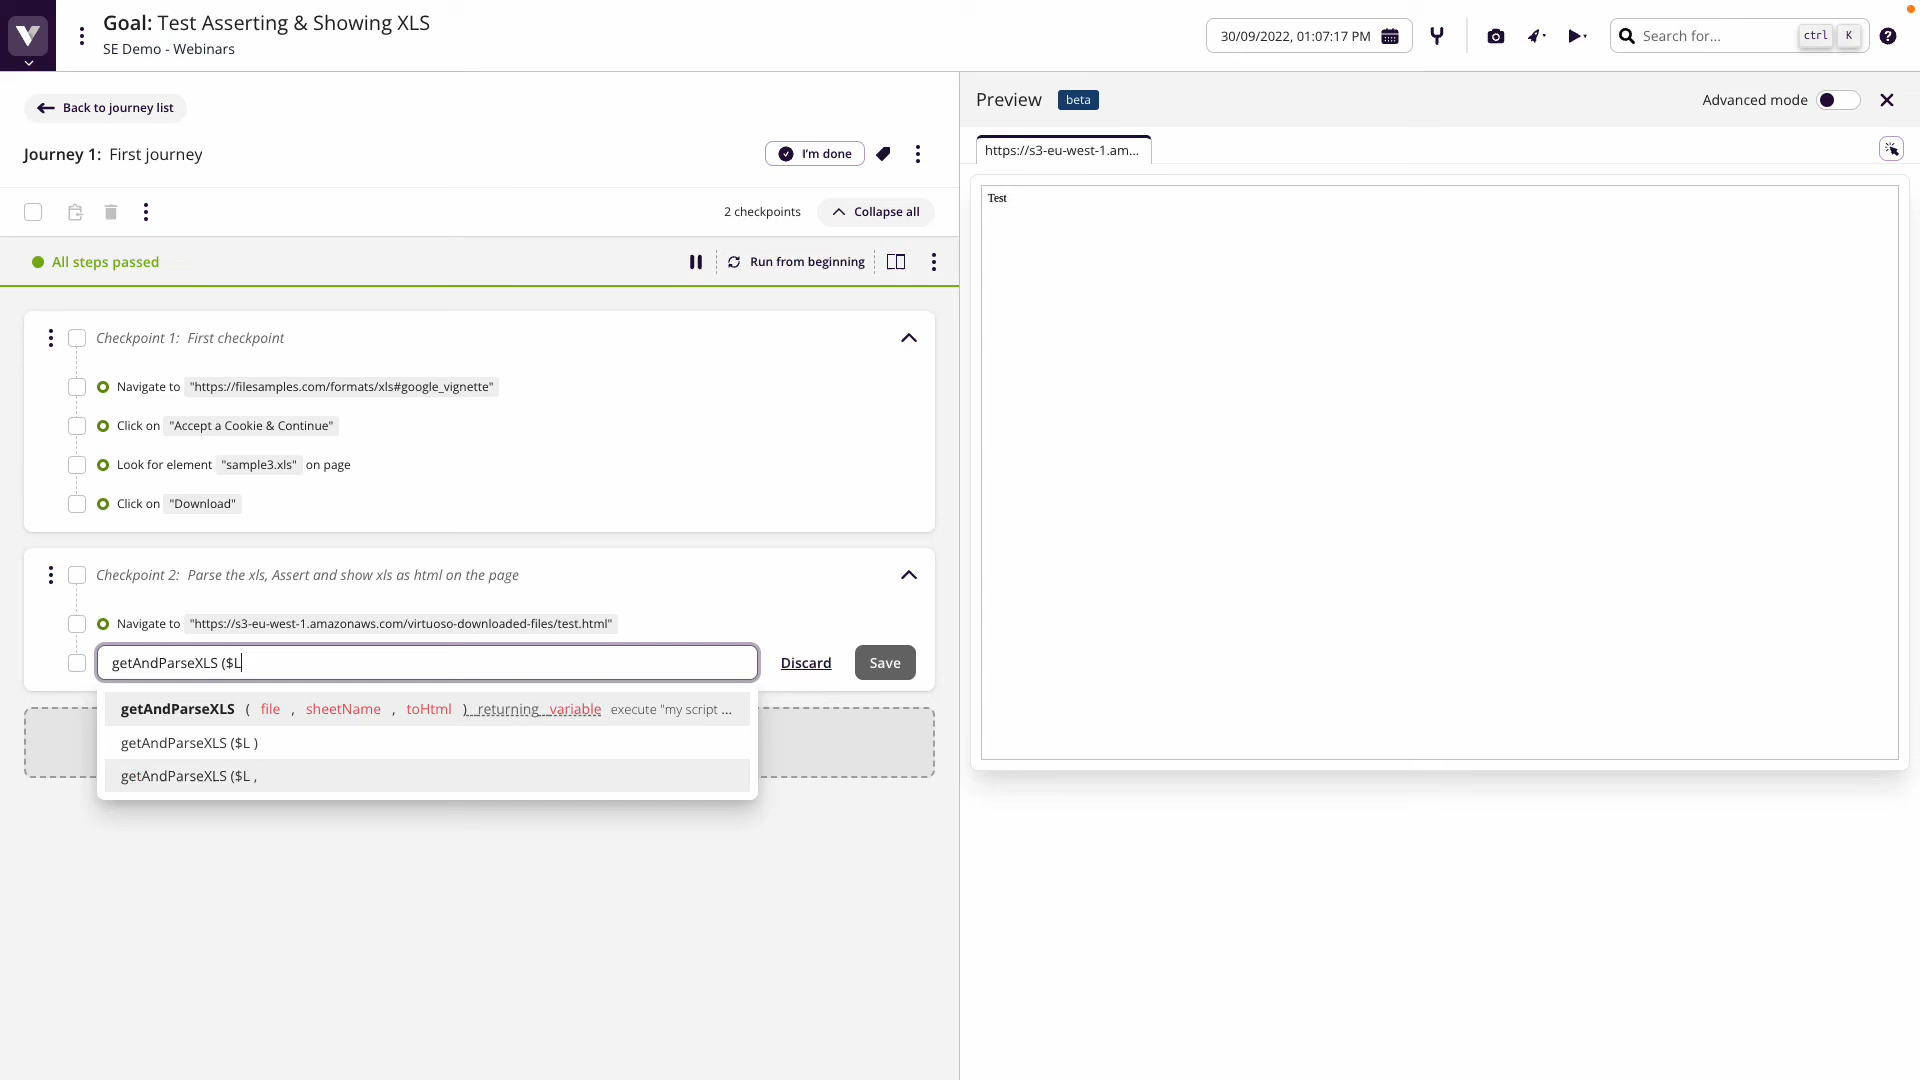 Goal: Test Asserting & Showing XLS
SE Demo - Webinars
30/09/2022, 01:07:17 PM
Search for...
ctrl K
Back to journey list
Journey 1: First journey
I'm done
2 checkpoints
Collapse all
All steps passed
Run from beginning
Checkpoint 1: First checkpoint
Navigate to "https://filesamples.com/formats/xls#google_vignette"
Click on "Accept a Cookie & Continue"
Look for element "sample3.xls" on page
Click on "Download"
Checkpoint 2: Parse the xls, Assert and show xls as html on the page
Navigate to "https://s3-eu-west-1.amazonaws.com/virtuoso-downloaded-files/test.html"
getAndParseXLS ($L
Discard
Save
getAndParseXLS ( file , sheetName , toHtml ) returning variable execute "my script ...
getAndParseXLS ($L )
getAndParseXLS ($L ,
Preview
beta
Advanced mode
https://s3-eu-west-1.am...
Test